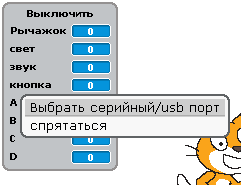 Выключить
Рычажок 0
свет 0
звук 0
кнопка 0
A
Выбрать серийный/usb порт
спрятаться
B
C 0
D 0